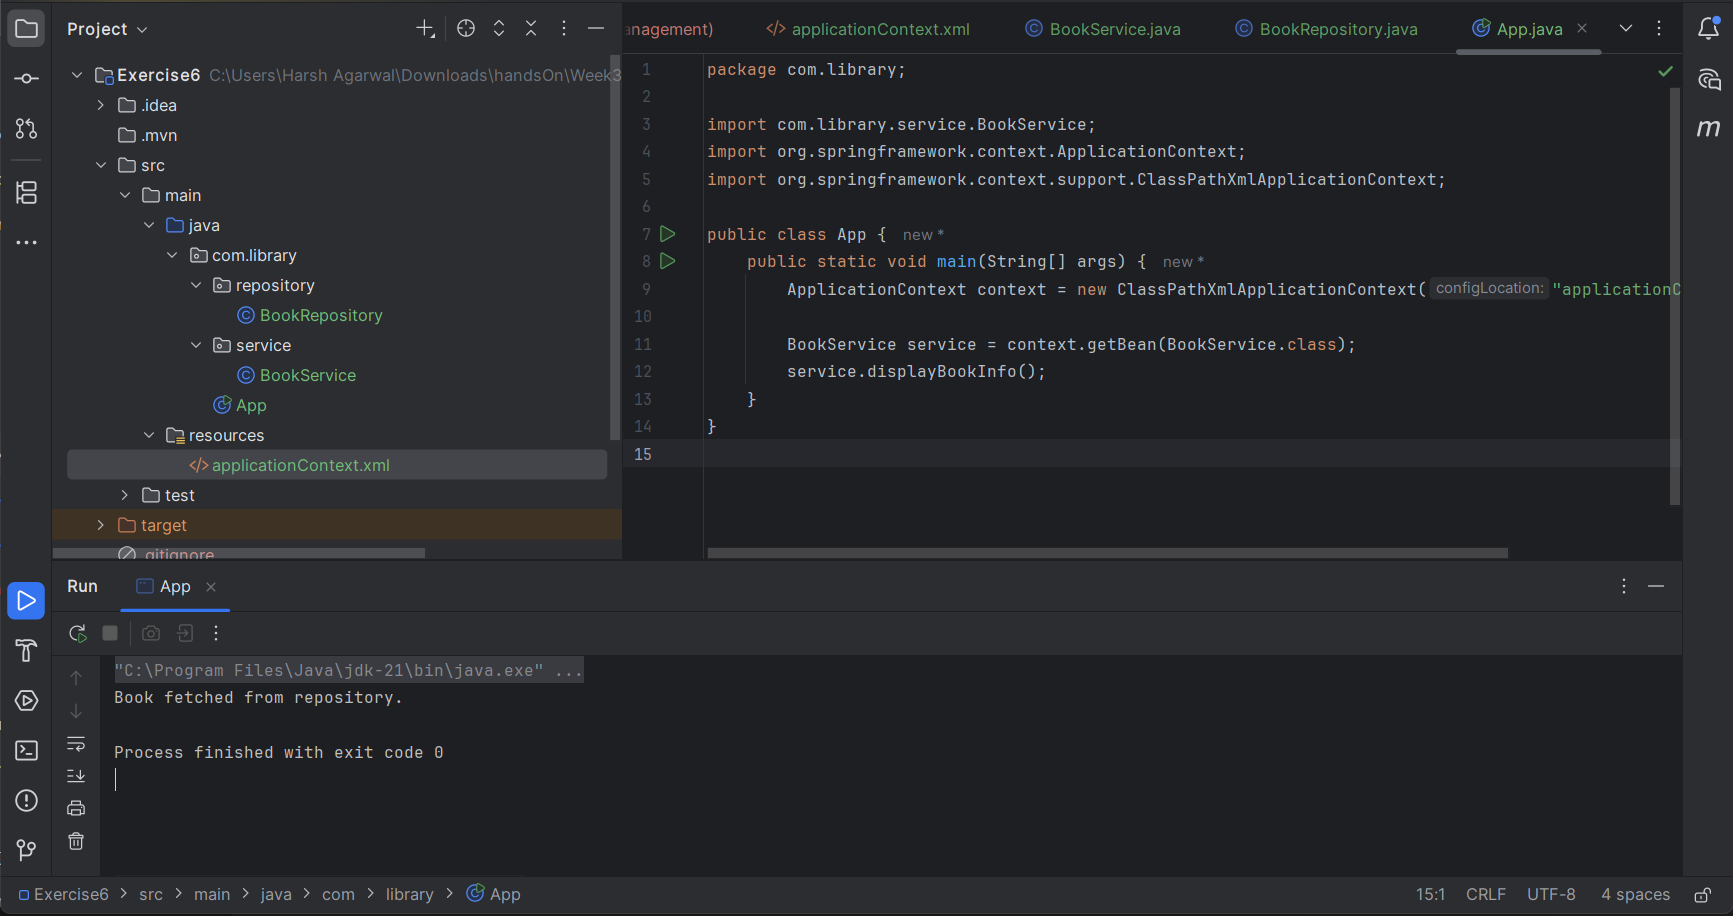 Project
Exercise6 C:\Users\Harsh Agarwal\Downloads\handsOn\Week3
.idea
.mvn
src
main
java
com.library
repository
BookRepository
service
BookService
App
resources
applicationContext.xml
test
target
.gitignore
anagement)
applicationContext.xml
BookService.java
BookRepository.java
App.java
1 package com.library;
2
3 import com.library.service.BookService;
4 import org.springframework.context.ApplicationContext;
5 import org.springframework.context.support.ClassPathXmlApplicationContext;
6
7 public class App { new *
8 public static void main(String[] args) { new *
9 ApplicationContext context = new ClassPathXmlApplicationContext( configLocation: "applicationC
10
11 BookService service = context.getBean(BookService.class);
12 service.displayBookInfo();
13 }
14 }
15
m
Run App
"C:\Program Files\Java\jdk-21\bin\java.exe" ...
Book fetched from repository.
Process finished with exit code 0
Exercise6 > src > main > java > com > library > App
15:1 CRLF UTF-8 4 spaces